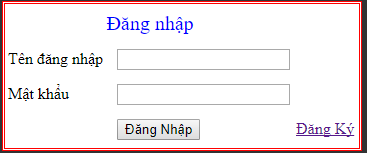 Đăng nhập
Tên đăng nhập
Mật khẩu
Đăng Nhập Đăng Ký